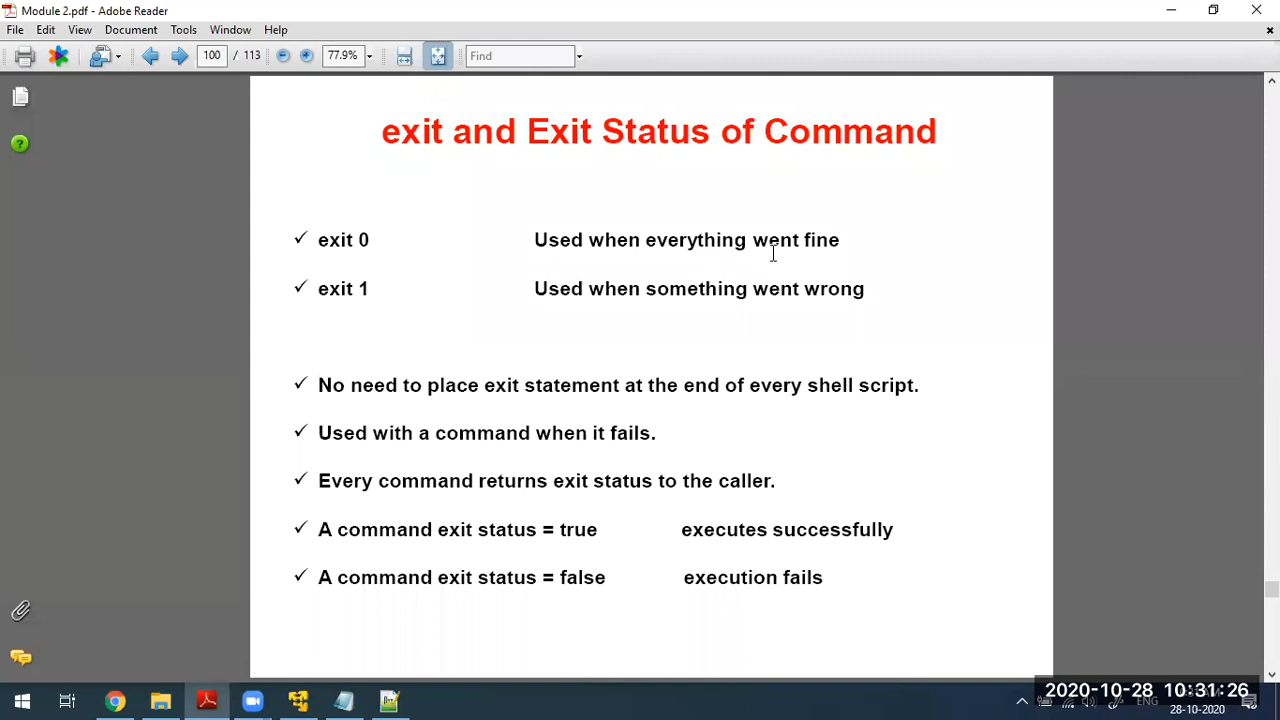 Module 2.pdf - Adobe Reader
File Edit View Document Tools Window Help
100 / 113 77.9% Find
exit and Exit Status of Command
✓ exit 0 Used when everything went fine
✓ exit 1 Used when something went wrong
✓ No need to place exit statement at the end of every shell script.
✓ Used with a command when it fails.
✓ Every command returns exit status to the caller.
✓ A command exit status = true executes successfully
✓ A command exit status = false execution fails
2020-10-28 10:31:26
ENG
28-10-2020